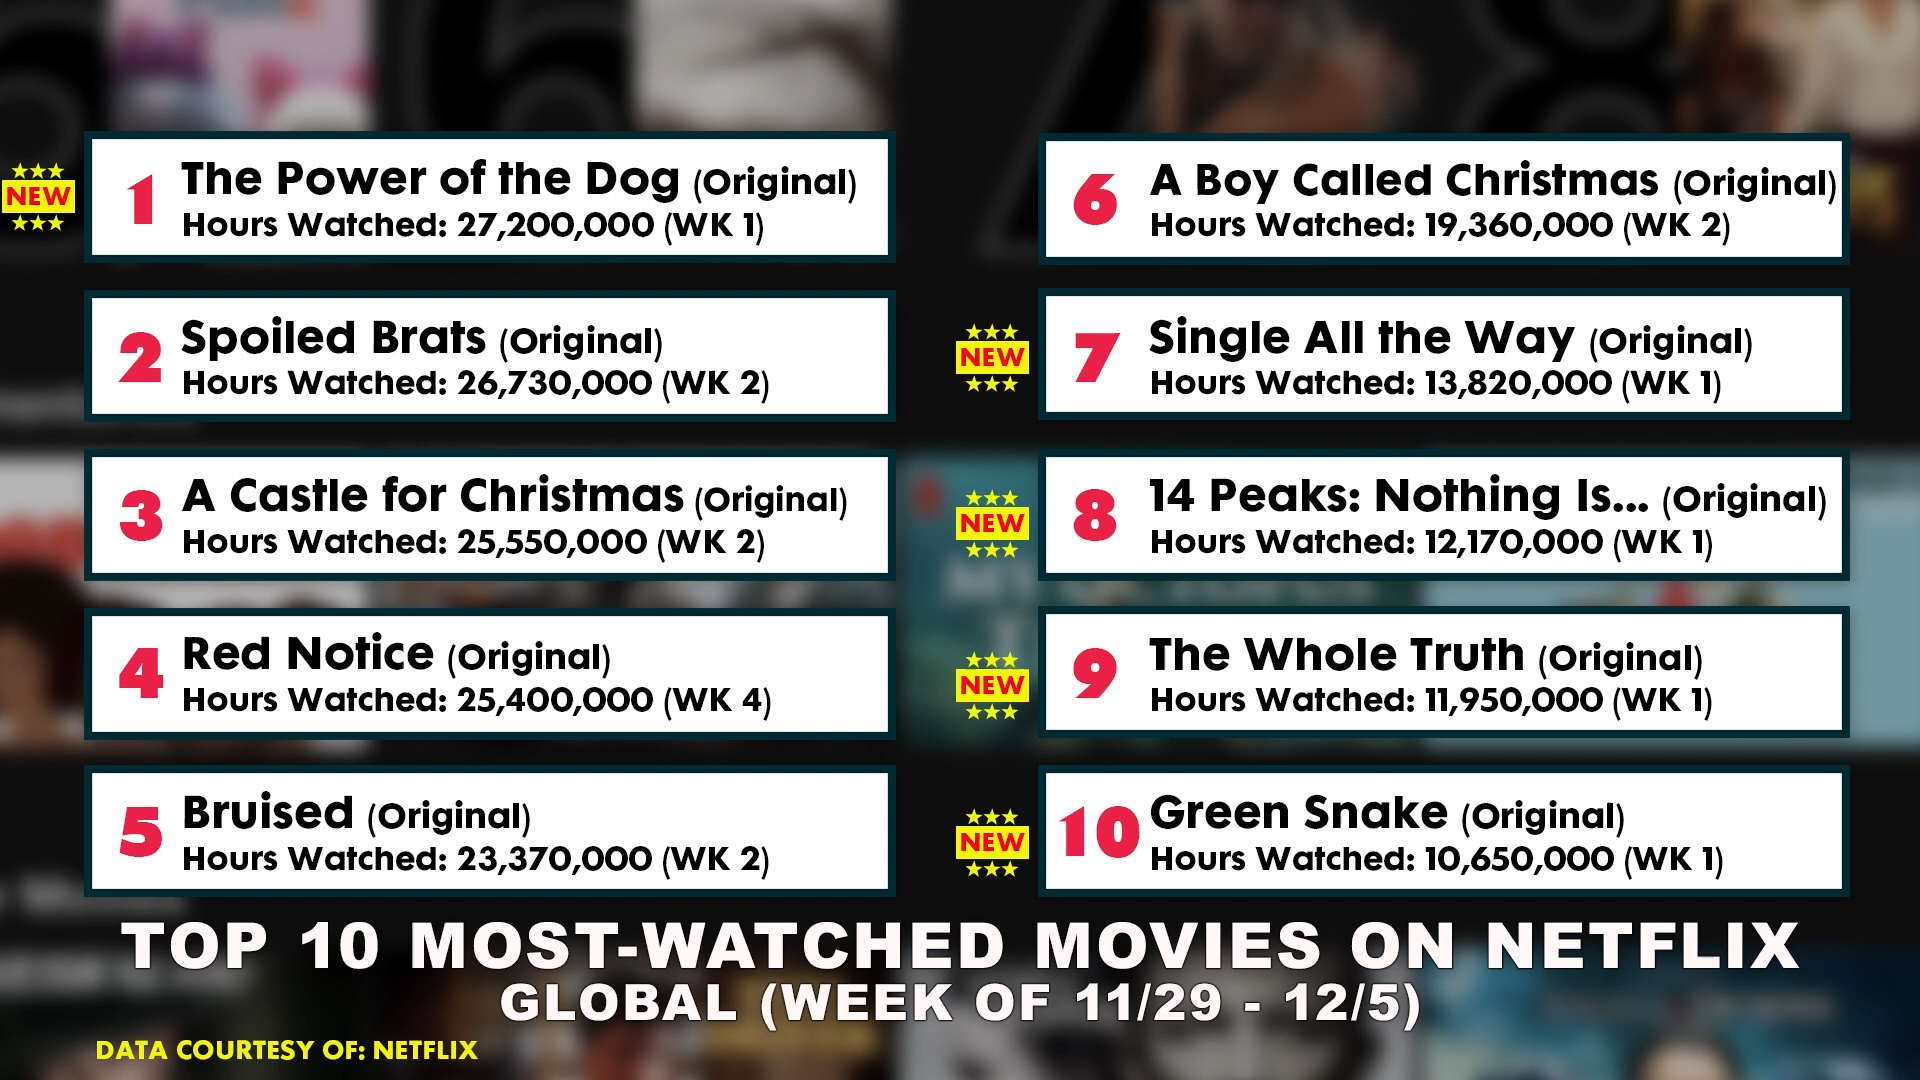 ★★★
NEW
★★★
1
The Power of the Dog (Original)
Hours Watched: 27,200,000 (WK 1)
2
Spoiled Brats (Original)
Hours Watched: 26,730,000 (WK 2)
3
A Castle for Christmas (Original)
Hours Watched: 25,550,000 (WK 2)
4
Red Notice (Original)
Hours Watched: 25,400,000 (WK 4)
5
Bruised (Original)
Hours Watched: 23,370,000 (WK 2)
6
A Boy Called Christmas (Original)
Hours Watched: 19,360,000 (WK 2)
★★★
NEW
★★★
7
Single All the Way (Original)
Hours Watched: 13,820,000 (WK 1)
★★★
NEW
★★★
8
14 Peaks: Nothing Is... (Original)
Hours Watched: 12,170,000 (WK 1)
★★★
NEW
★★★
9
The Whole Truth (Original)
Hours Watched: 11,950,000 (WK 1)
★★★
NEW
★★★
10
Green Snake (Original)
Hours Watched: 10,650,000 (WK 1)
TOP 10 MOST-WATCHED MOVIES ON NETFLIX
GLOBAL (WEEK OF 11/29 - 12/5)
DATA COURTESY OF: NETFLIX